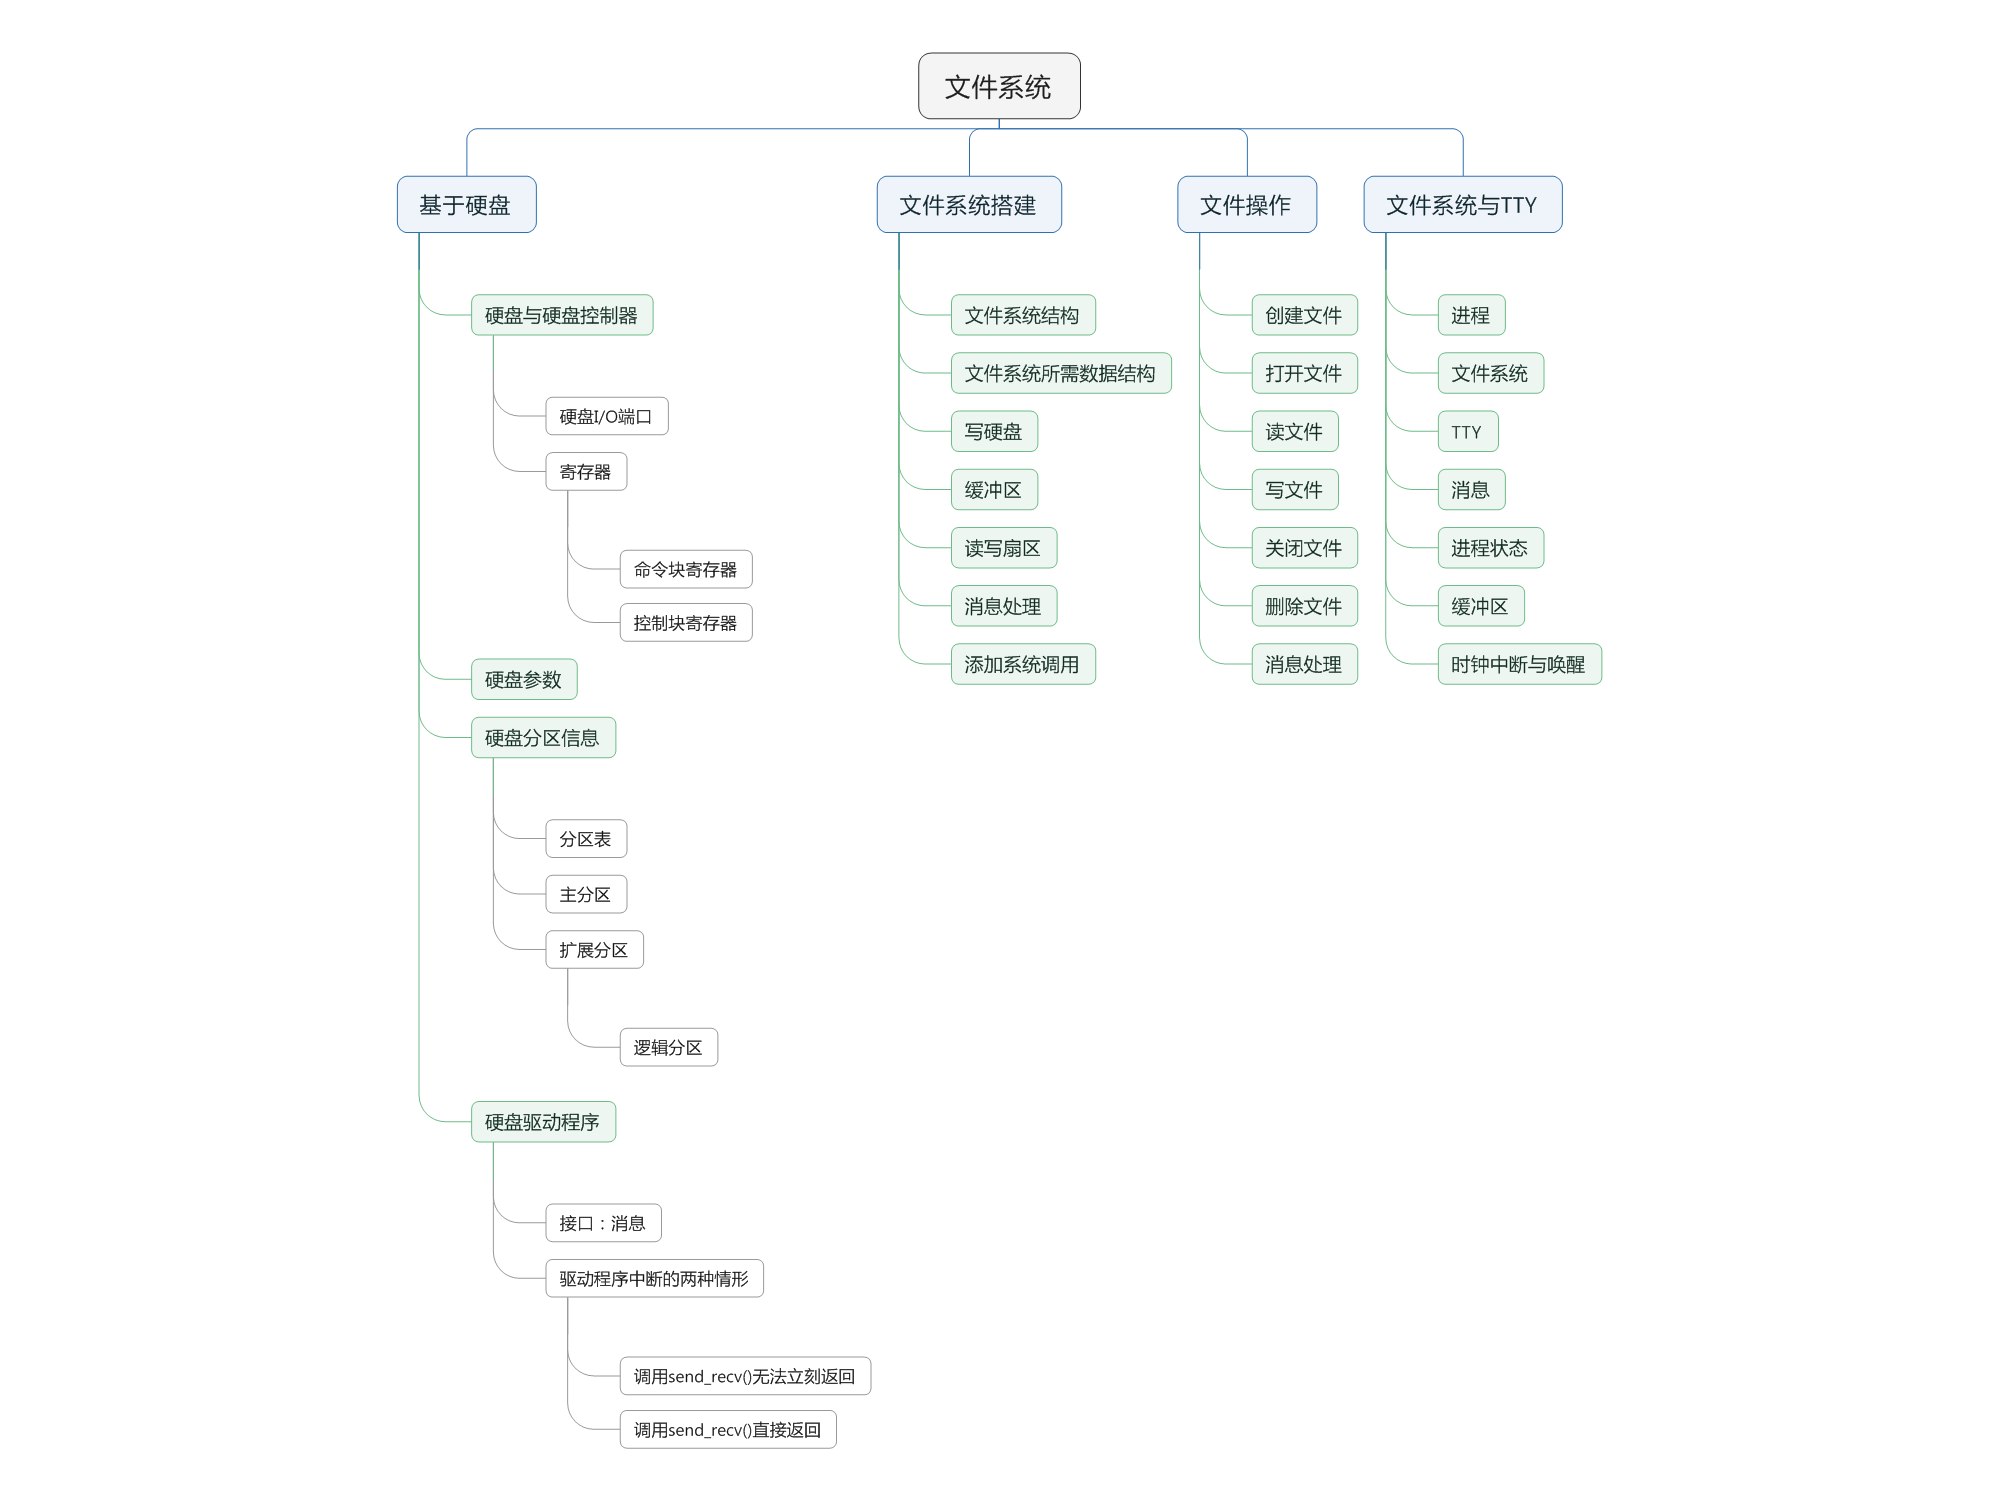 文件系统
基于硬盘
硬盘与硬盘控制器
硬盘I/O端口
寄存器
命令块寄存器
控制块寄存器
硬盘参数
硬盘分区信息
分区表
主分区
扩展分区
逻辑分区
硬盘驱动程序
接口：消息
驱动程序中断的两种情形
调用send_recv()无法立刻返回
调用send_recv()直接返回
文件系统搭建
文件系统结构
文件系统所需数据结构
写硬盘
缓冲区
读写扇区
消息处理
添加系统调用
文件操作
创建文件
打开文件
读文件
写文件
关闭文件
删除文件
消息处理
文件系统与TTY
进程
文件系统
TTY
消息
进程状态
缓冲区
时钟中断与唤醒